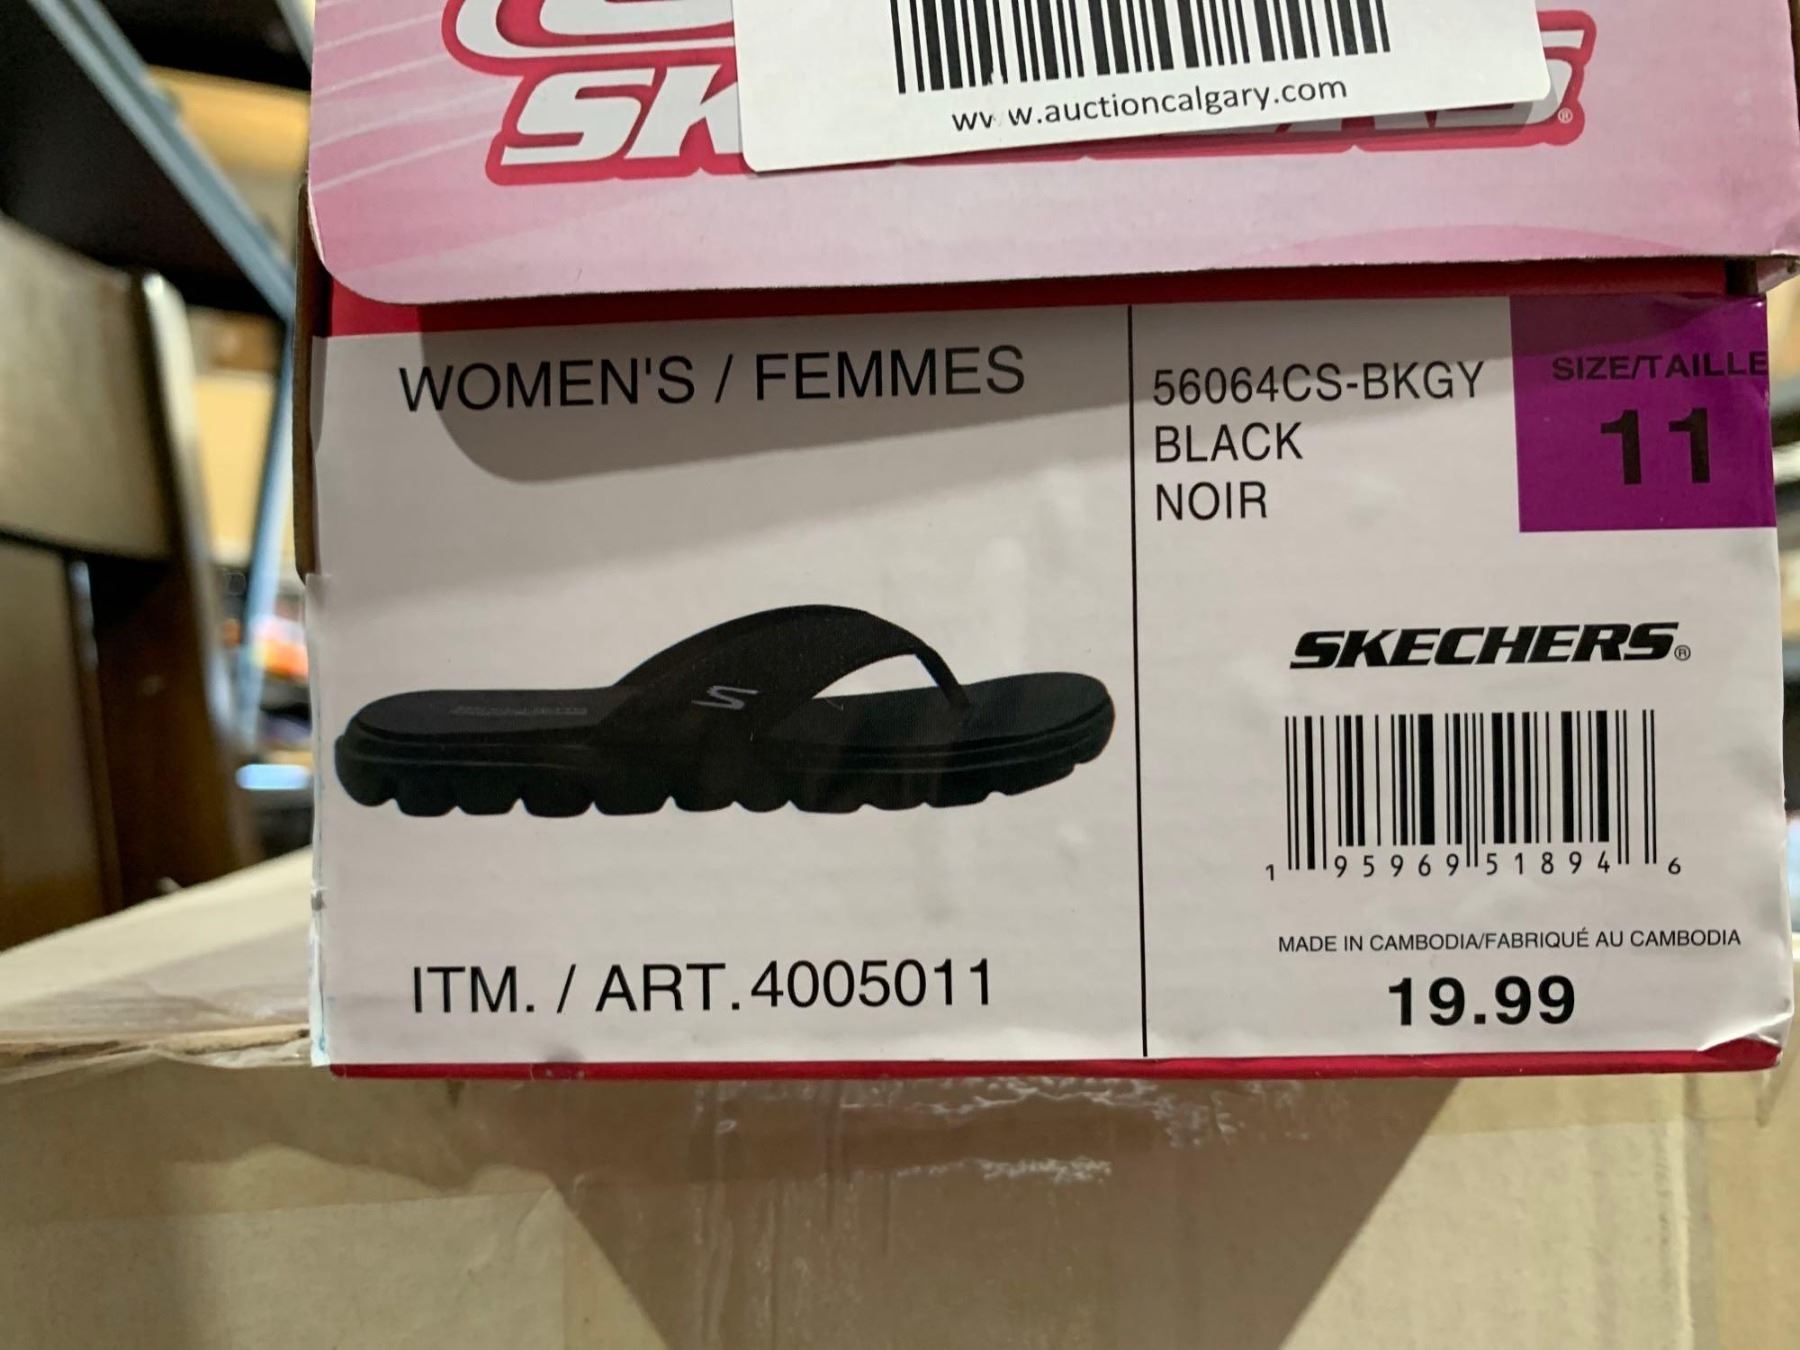 www.auctioncalgary.com
WOMEN'S / FEMMES
56064CS-BKGY
BLACK
NOIR
SIZE/TAILLE
11
S
SKECHERS®
1 95969 51894 6
MADE IN CAMBODIA/FABRIQUÉ AU CAMBODIA
19.99
ITM. / ART. 4005011